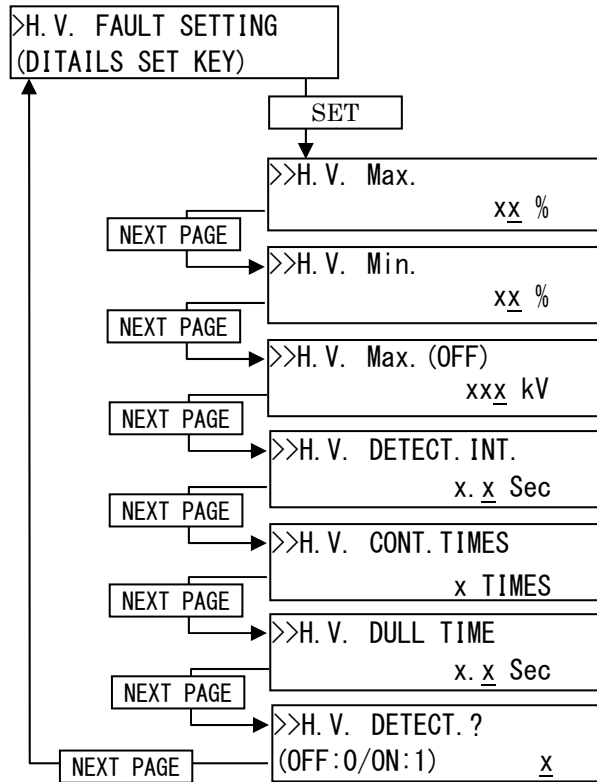 >H.V. FAULT SETTING
(DITAILS SET KEY)
SET
>>H.V. Max.
xx %
NEXT PAGE
>>H.V. Min.
xx %
NEXT PAGE
>>H.V. Max.(OFF)
xxx kV
NEXT PAGE
>>H.V. DETECT.INT.
x.x Sec
NEXT PAGE
>>H.V. CONT.TIMES
x TIMES
NEXT PAGE
>>H.V. DULL TIME
x.x Sec
NEXT PAGE
>>H.V. DETECT.?
(OFF:0/ON:1) x
NEXT PAGE